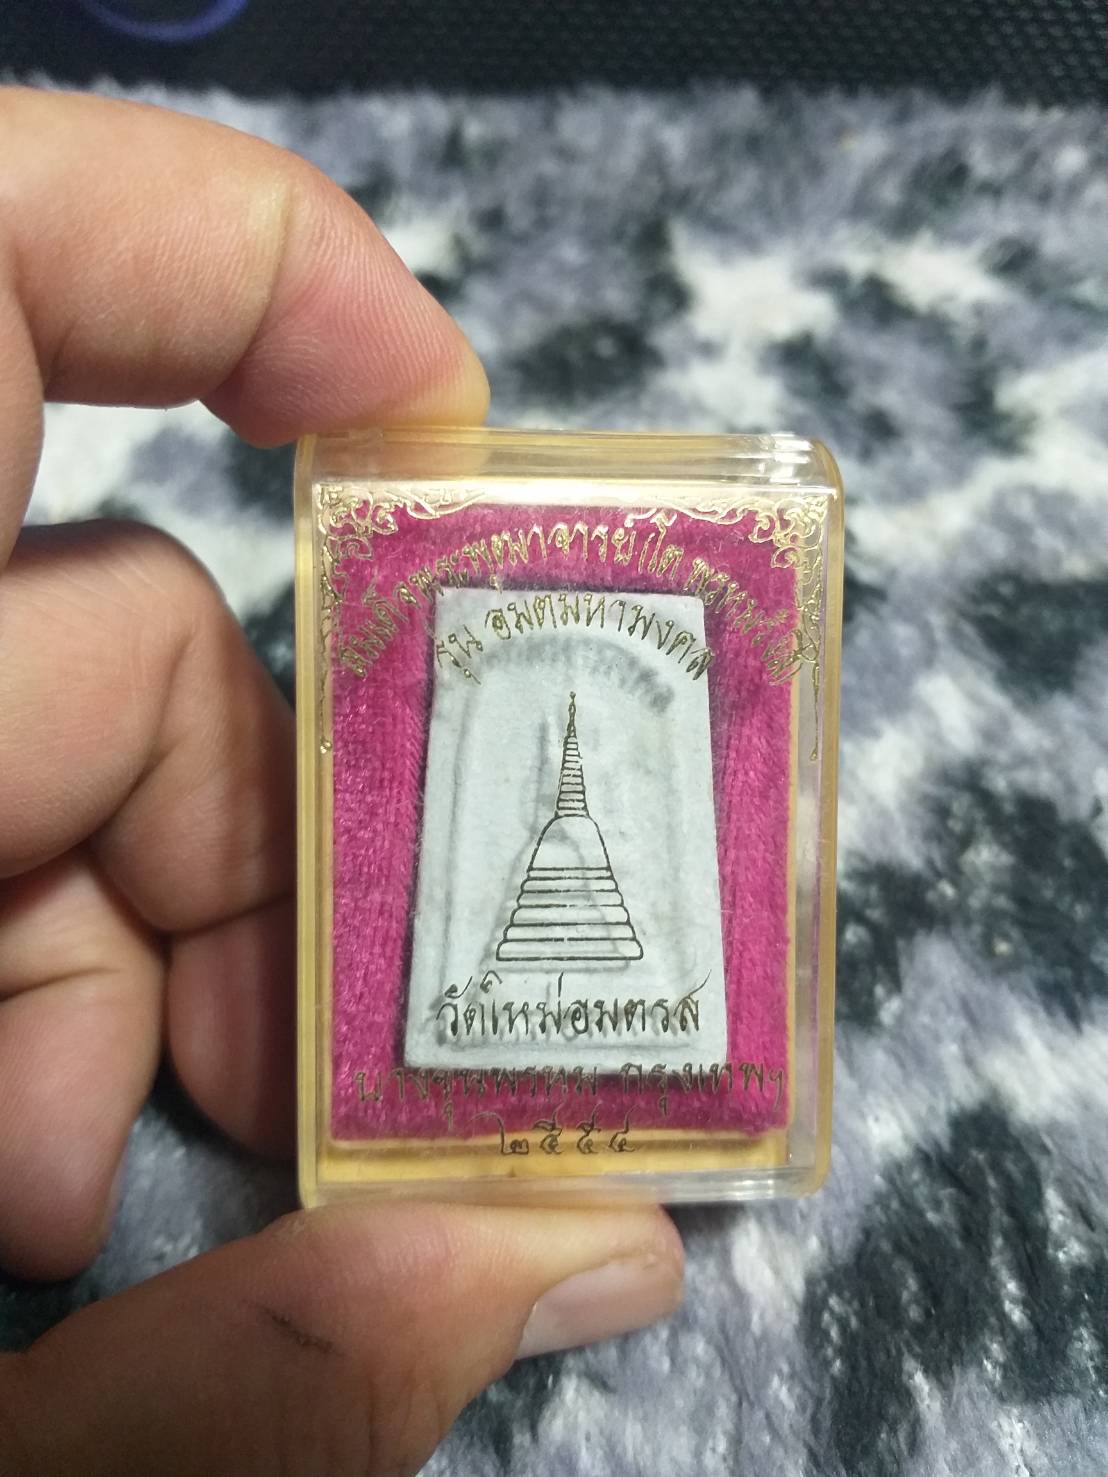 สมเด็จพระพุฒาจารย์(โต พรหมรังสี)
รุ่น อมตมหามงคล
วัดใหม่อมตรส
บางขุนพรหม กรุงเทพฯ
๒๕๕๔